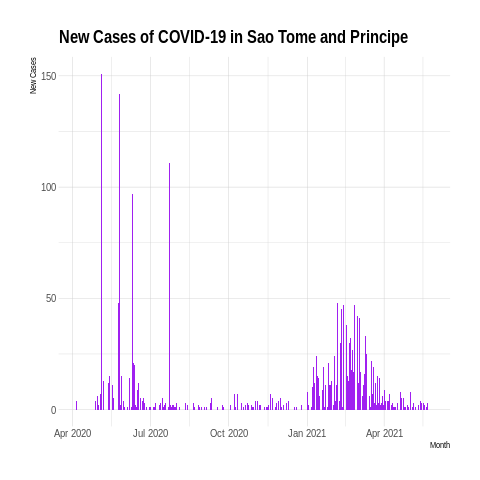 New Cases of COVID-19 in Sao Tome and Principe
New Cases
150
100
50
0
Apr 2020 Jul 2020 Oct 2020 Jan 2021 Apr 2021
Month